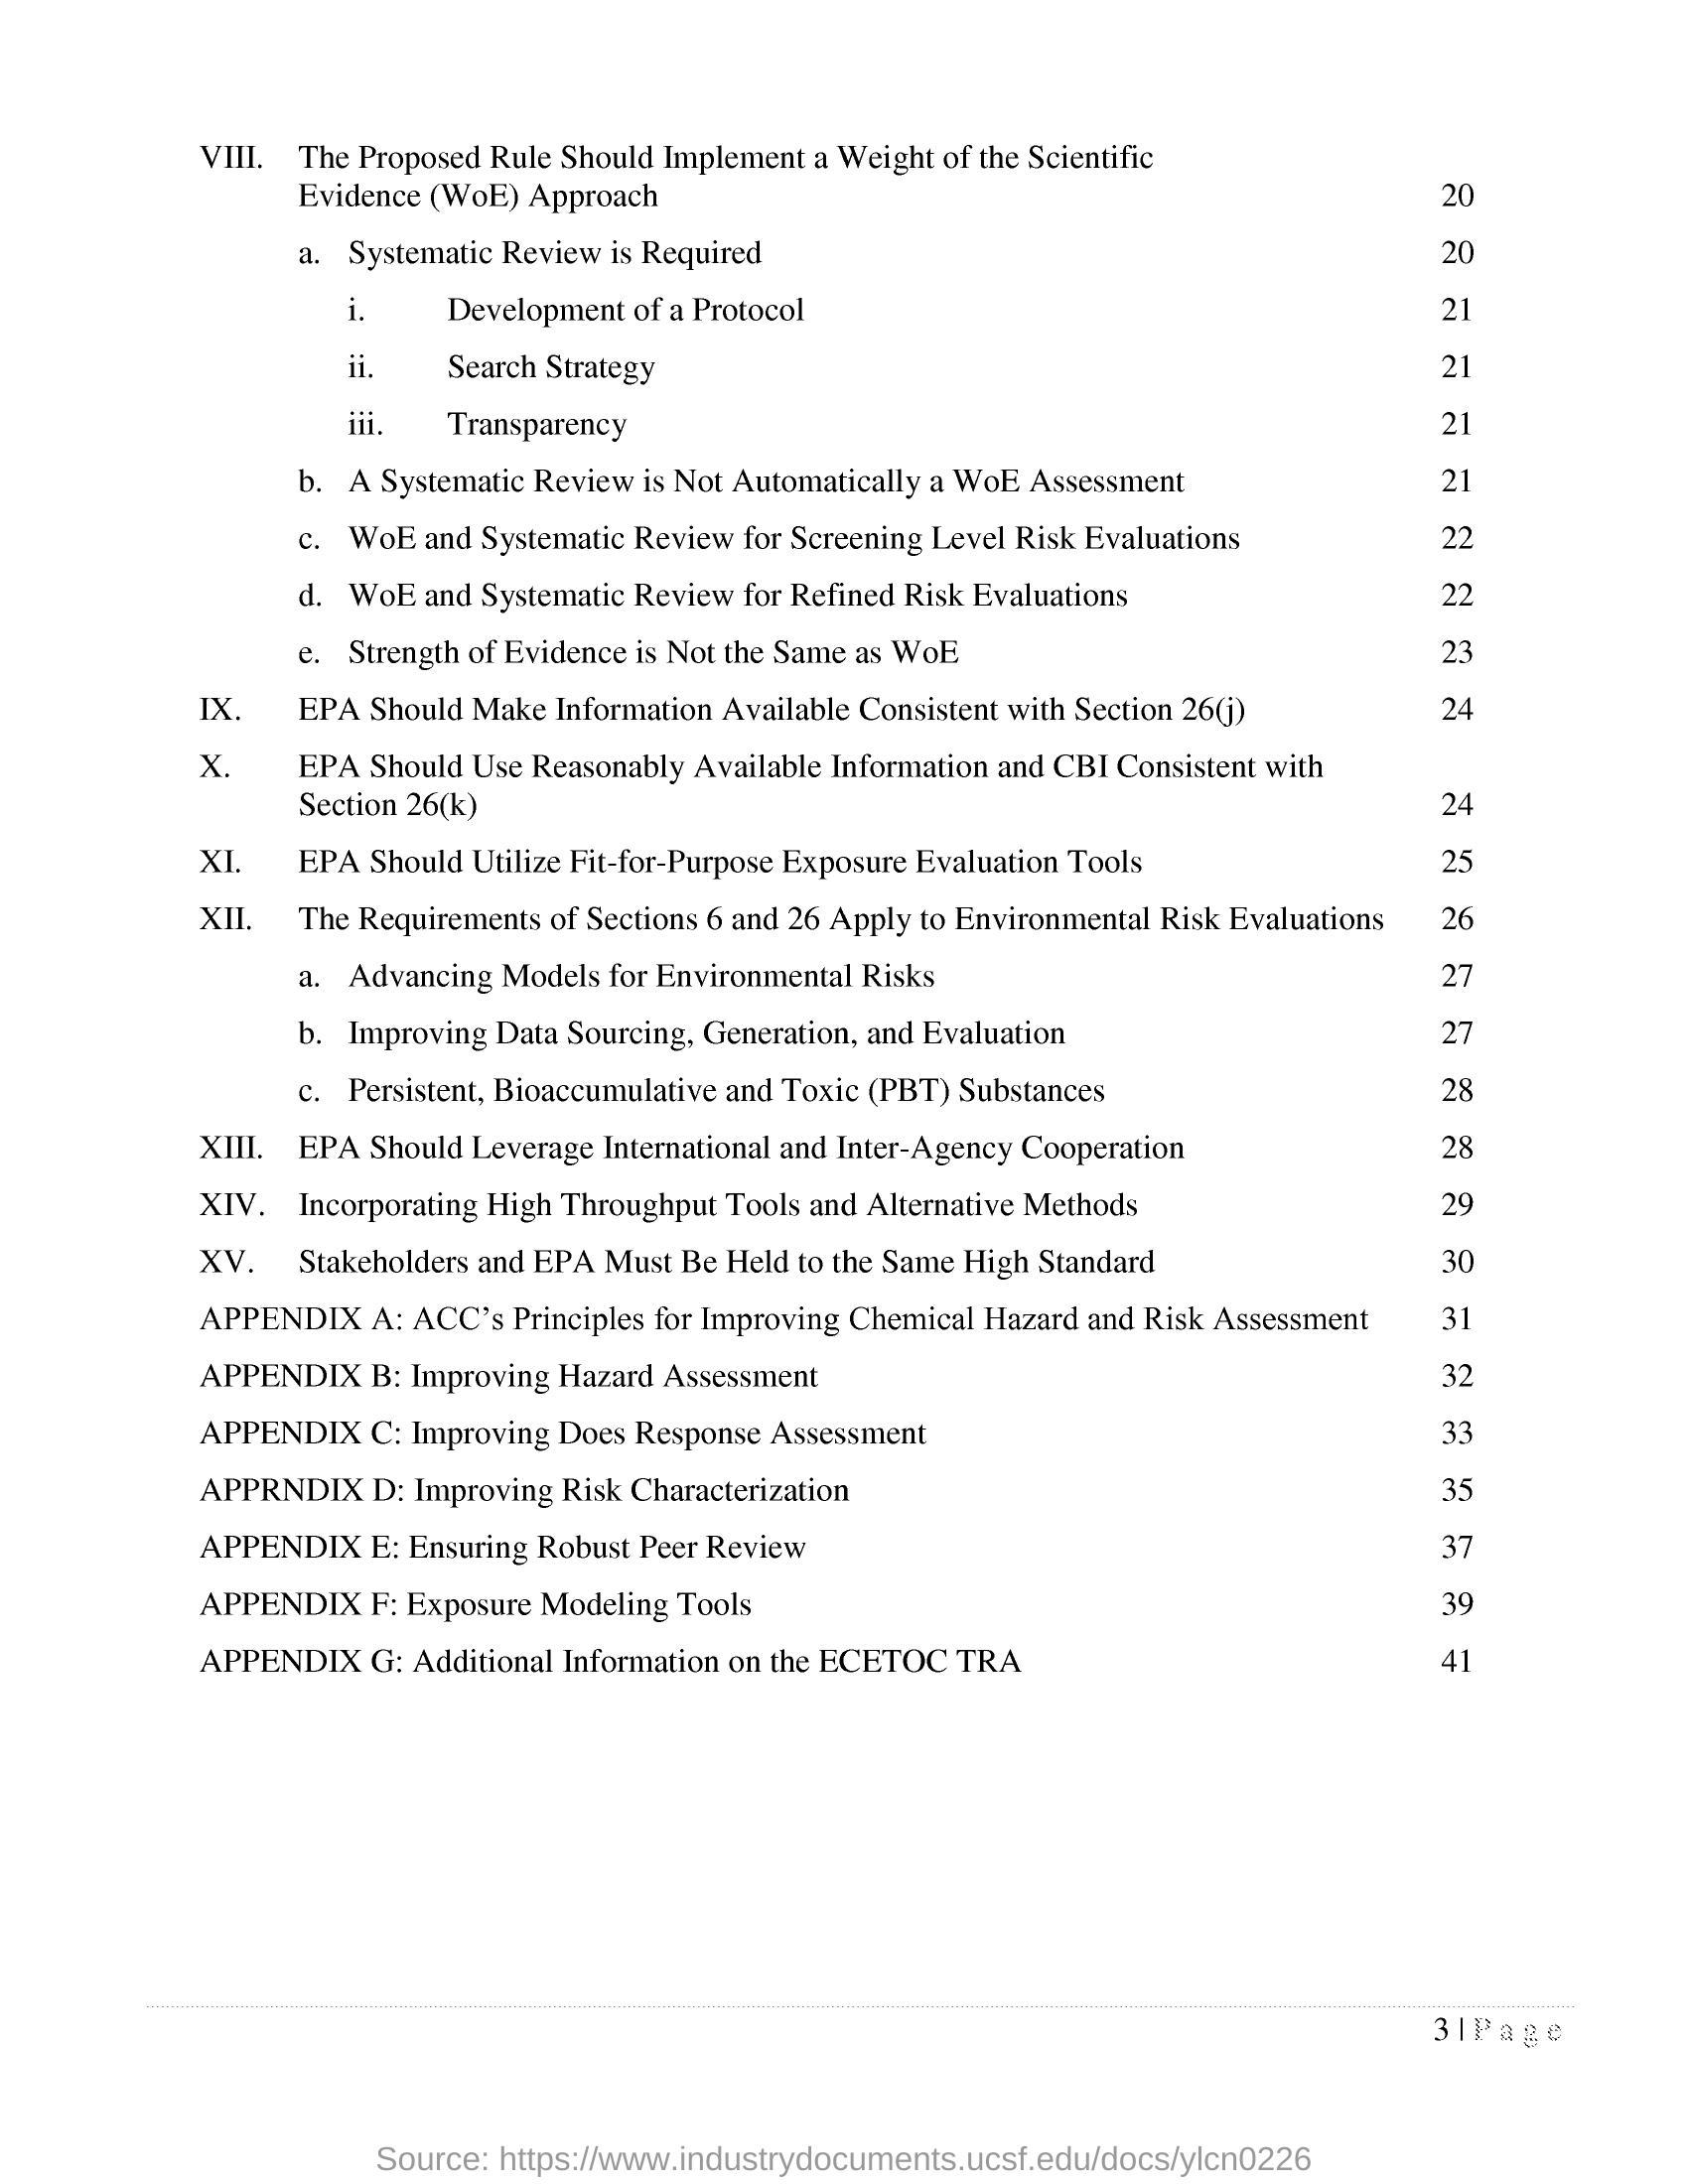 VIII. The Proposed Rule Should Implement a Weight of the Scientific
Evidence (WoE) Approach 20
a. Systematic Review is Required 20
i. Development of a Protocol 21
ii. Search Strategy 21
iii. Transparency 21
b. A Systematic Review is Not Automatically a WoE Assessment 21
c. WoE and Systematic Review for Screening Level Risk Evaluations 22
d. WoE and Systematic Review for Refined Risk Evaluations 22
e. Strength of Evidence is Not the Same as WoE 23
IX. EPA Should Make Information Available Consistent with Section 26(j) 24
X. EPA Should Use Reasonably Available Information and CBI Consistent with
Section 26(k) 24
XI. EPA Should Utilize Fit-for-Purpose Exposure Evaluation Tools 25
XII. The Requirements of Sections 6 and 26 Apply to Environmental Risk Evaluations 26
a. Advancing Models for Environmental Risks 27
b. Improving Data Sourcing, Generation, and Evaluation 27
c. Persistent, Bioaccumulative and Toxic (PBT) Substances 28
XIII. EPA Should Leverage International and Inter-Agency Cooperation 28
XIV. Incorporating High Throughput Tools and Alternative Methods 29
XV. Stakeholders and EPA Must Be Held to the Same High Standard 30
APPENDIX A: ACC’s Principles for Improving Chemical Hazard and Risk Assessment 31
APPENDIX B: Improving Hazard Assessment 32
APPENDIX C: Improving Does Response Assessment 33
APPRNDIX D: Improving Risk Characterization 35
APPENDIX E: Ensuring Robust Peer Review 37
APPENDIX F: Exposure Modeling Tools 39
APPENDIX G: Additional Information on the ECETOC TRA 41
3 | Page
Source: https://www.industrydocuments.ucsf.edu/docs/ylcn0226